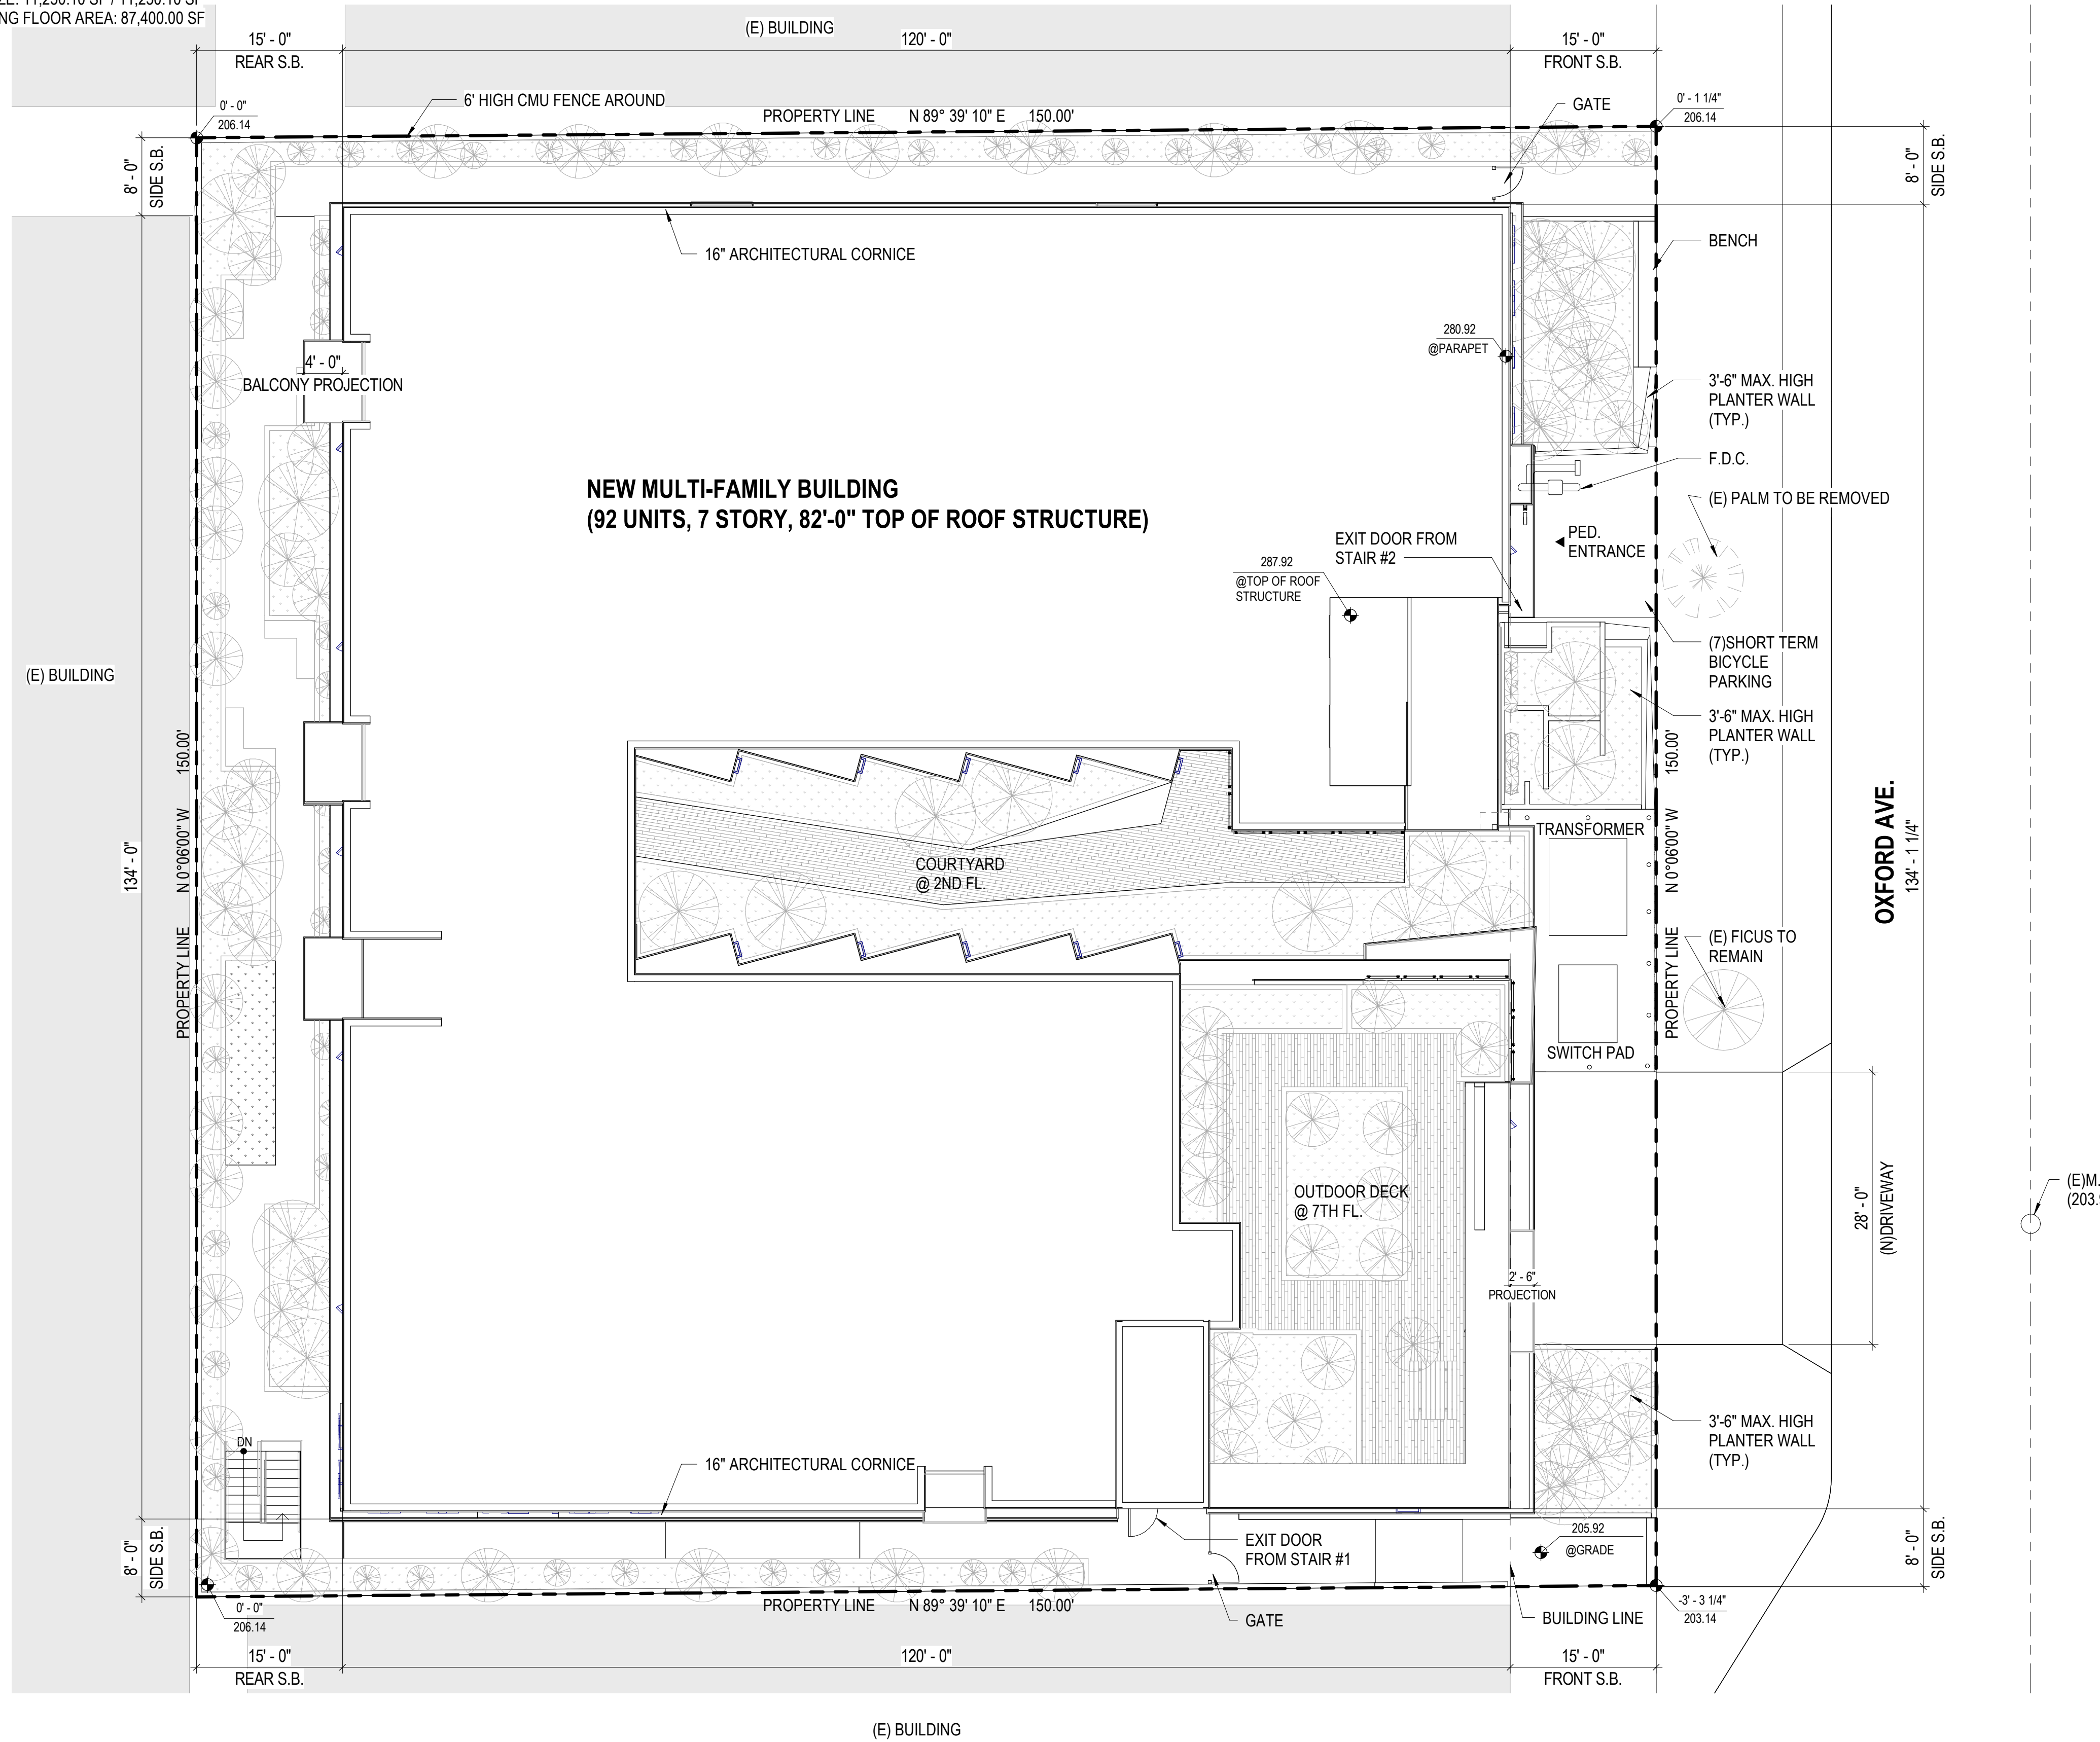 NG FLOOR AREA: 87,400.00 SF
(E) BUILDING
15' - 0"
REAR S.B.
120' - 0"
15' - 0"
FRONT S.B.
0' - 0"
206.14
6' HIGH CMU FENCE AROUND
PROPERTY LINE N 89° 39' 10" E 150.00'
GATE
0' - 1 1/4"
206.14
8' - 0"
SIDE S.B.
8' - 0"
SIDE S.B.
16" ARCHITECTURAL CORNICE
BENCH
280.92
@PARAPET
4' - 0"
BALCONY PROJECTION
3'-6" MAX. HIGH
PLANTER WALL
(TYP.)
F.D.C.
NEW MULTI-FAMILY BUILDING
(92 UNITS, 7 STORY, 82'-0" TOP OF ROOF STRUCTURE)
(E) PALM TO BE REMOVED
EXIT DOOR FROM
STAIR #2
PED.
ENTRANCE
287.92
@TOP OF ROOF
STRUCTURE
(E) BUILDING
(7)SHORT TERM
BICYCLE
PARKING
3'-6" MAX. HIGH
PLANTER WALL
(TYP.)
PROPERTY LINE N 0°06'00" W 150.00'
134' - 0"
COURTYARD
@ 2ND FL.
TRANSFORMER
PROPERTY LINE N 0°06'00" W 150.00'
OXFORD AVE.
134' - 1 1/4"
(E) FICUS TO
REMAIN
SWITCH PAD
OUTDOOR DECK
@ 7TH FL.
28' - 0"
(N)DRIVEWAY
(E)M.
(203.
2' - 6"
PROJECTION
3'-6" MAX. HIGH
PLANTER WALL
(TYP.)
DN
16" ARCHITECTURAL CORNICE
8' - 0"
SIDE S.B.
EXIT DOOR
FROM STAIR #1
205.92
@GRADE
8' - 0"
SIDE S.B.
0' - 0"
206.14
PROPERTY LINE N 89° 39' 10" E 150.00'
GATE
BUILDING LINE
-3' - 3 1/4"
203.14
15' - 0"
REAR S.B.
120' - 0"
15' - 0"
FRONT S.B.
(E) BUILDING